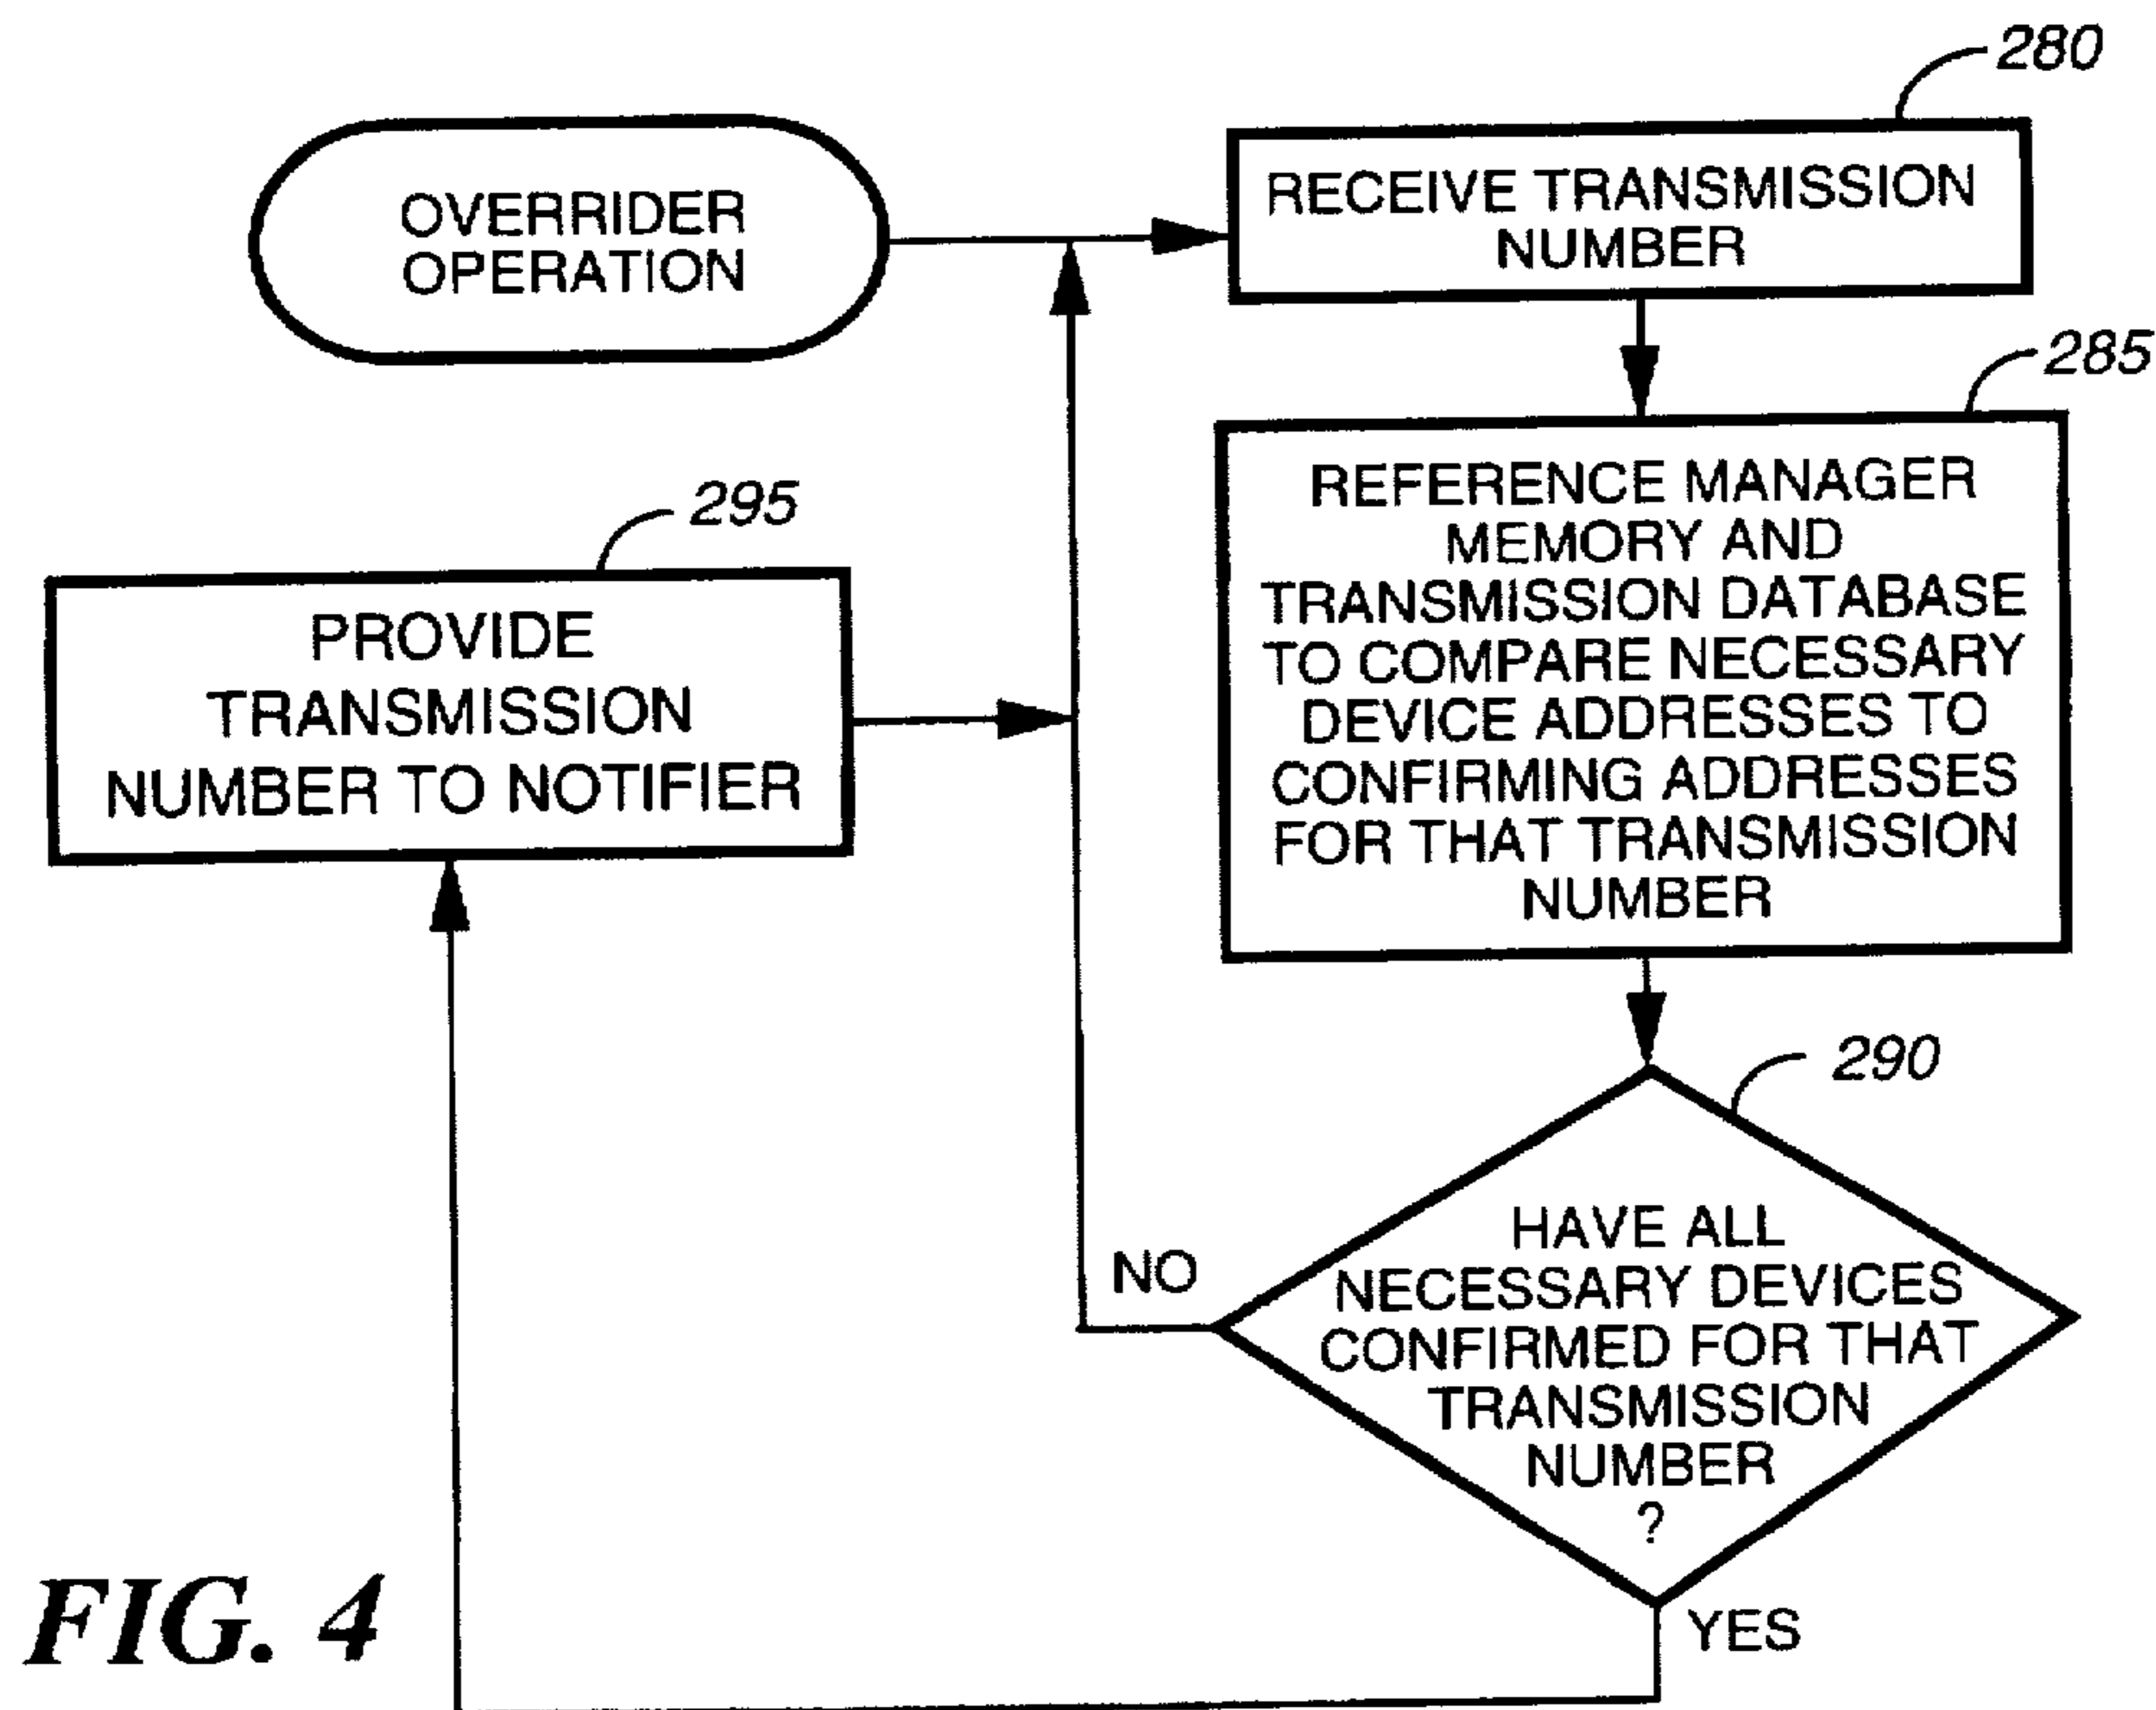 280
OVERRIDER
OPERATION
RECEIVE TRANSMISSION
NUMBER
285
REFERENCE MANAGER
MEMORY AND
TRANSMISSION DATABASE
TO COMPARE NECESSARY
DEVICE ADDRESSES TO
CONFIRMING ADDRESSES
FOR THAT TRANSMISSION
NUMBER
295
PROVIDE
TRANSMISSION
NUMBER TO NOTIFIER
290
HAVE ALL
NECESSARY DEVICES
CONFIRMED FOR THAT
TRANSMISSION
NUMBER
?
NO
YES
FIG. 4